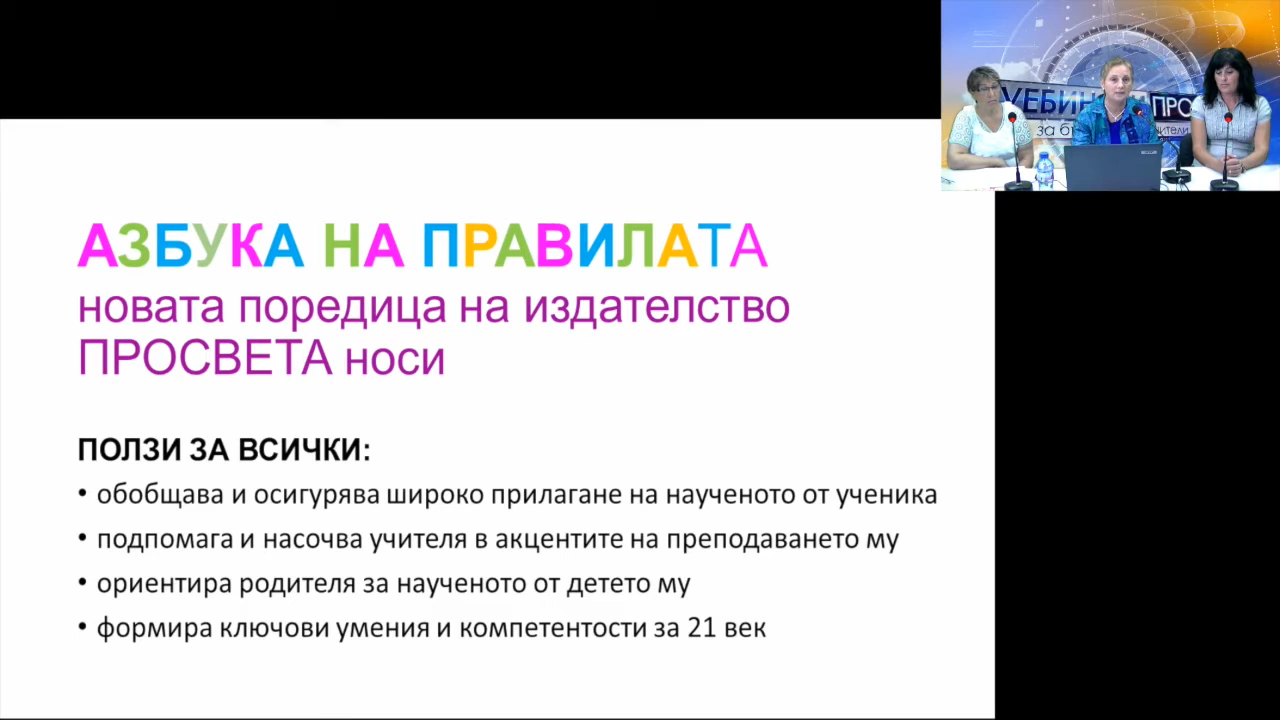 АЗБУКА НА ПРАВИЛАТА
новата поредица на издателство
ПРОСВЕТА носи
ПОЛЗИ ЗА ВСИЧКИ:
• обобщава и осигурява широко прилагане на наученото от ученика
• подпомага и насочва учителя в акцентите на преподаването му
• ориентира родителя за наученото от детето му
• формира ключови умения и компетентости за 21 век